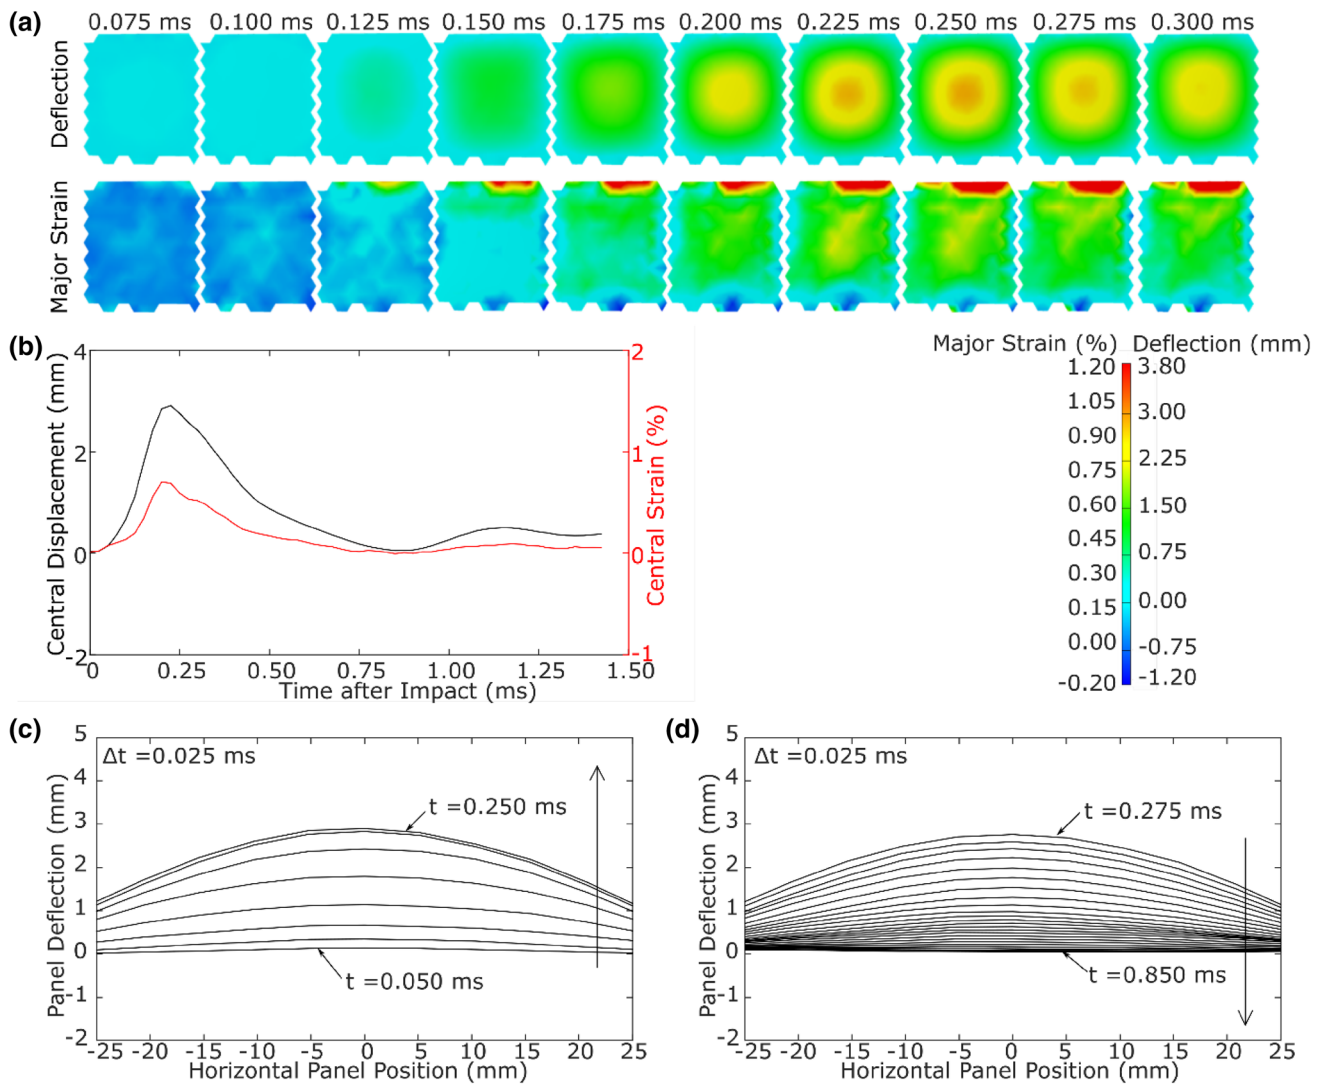 (a) 0.075 ms 0.100 ms 0.125 ms 0.150 ms 0.175 ms 0.200 ms 0.225 ms 0.250 ms 0.275 ms 0.300 ms
Deflection
Major Strain
(b)
Central Displacement (mm)
4
2
0
-2
2
1
0
-1
Central Strain (%)
0 0.25 0.50 0.75 1.00 1.25 1.50
Time after Impact (ms)
Major Strain (%) Deflection (mm)
1.20 3.80
1.05 3.00
0.90
0.75 2.25
0.60 1.50
0.45 0.75
0.30
0.15 0.00
0.00 -0.75
-0.20 -1.20
(c)
Δt =0.025 ms
t =0.250 ms
t =0.050 ms
Panel Deflection (mm)
5
4
3
2
1
0
-1
-2
-25 -20 -15 -10 -5 0 5 10 15 20 25
Horizontal Panel Position (mm)
(d)
Δt =0.025 ms
t =0.275 ms
t =0.850 ms
Panel Deflection (mm)
5
4
3
2
1
0
-1
-2
-25 -20 -15 -10 -5 0 5 10 15 20 25
Horizontal Panel Position (mm)